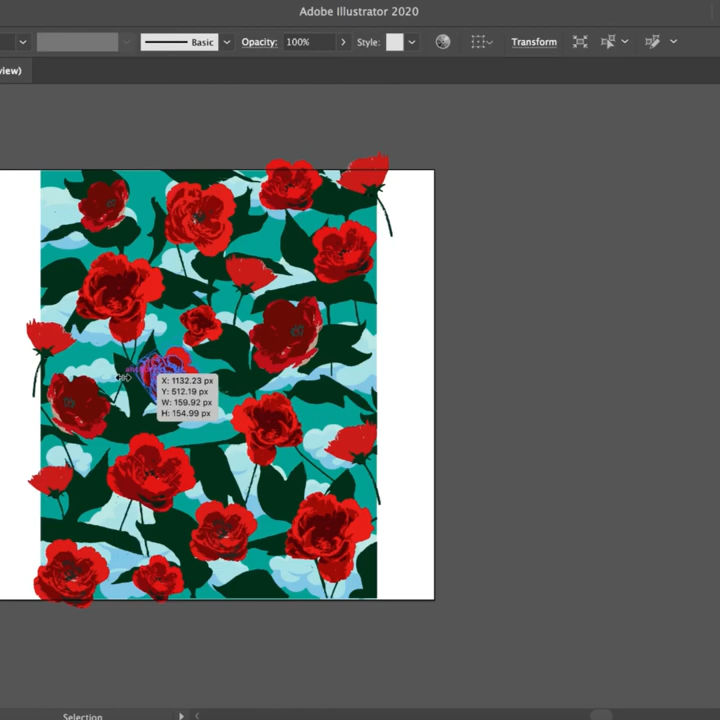 Adobe Illustrator 2020
Basic Opacity: 100% Style: Transform
view)
X: 1132.23 px
Y: 512.19 px
W: 159.92 px
H: 154.99 px
Selection